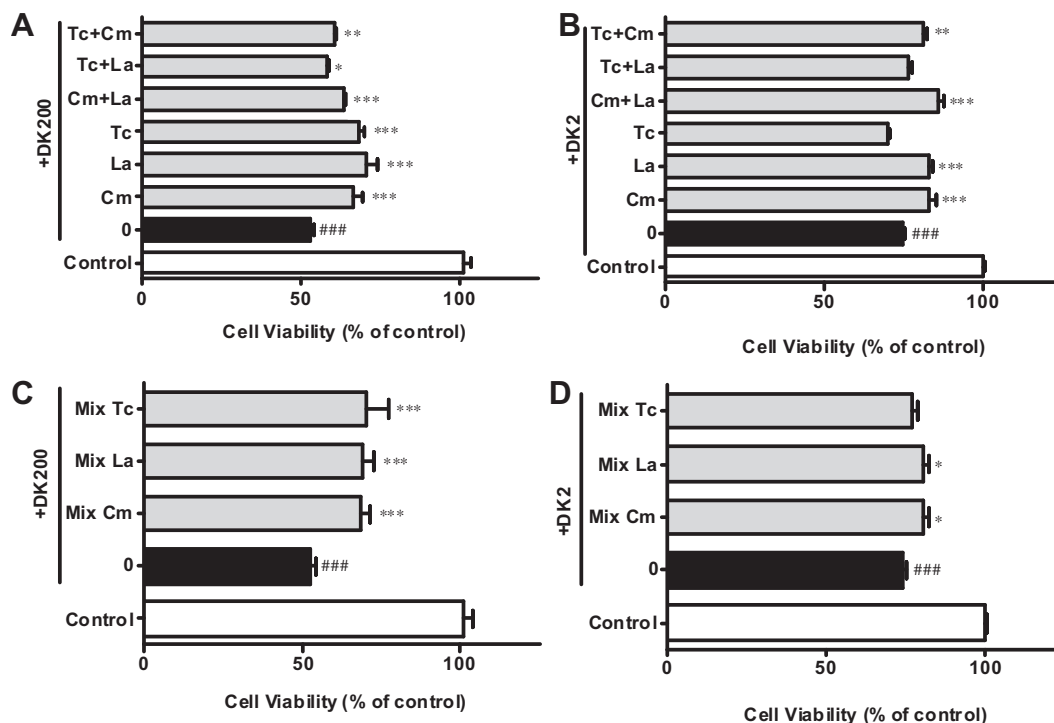 A
+DK200
Tc+Cm **
Tc+La *
Cm+La ***
Tc ***
La ***
Cm ***
0 ###
Control
0 50 100
Cell Viability (% of control)
B
+DK2
Tc+Cm **
Tc+La
Cm+La ***
Tc
La ***
Cm ***
0 ###
Control
0 50 100
Cell Viability (% of control)
C
+DK200
Mix Tc ***
Mix La ***
Mix Cm ***
0 ###
Control
0 50 100
Cell Viability (% of control)
D
+DK2
Mix Tc
Mix La *
Mix Cm *
0 ###
Control
0 50 100
Cell Viability (% of control)